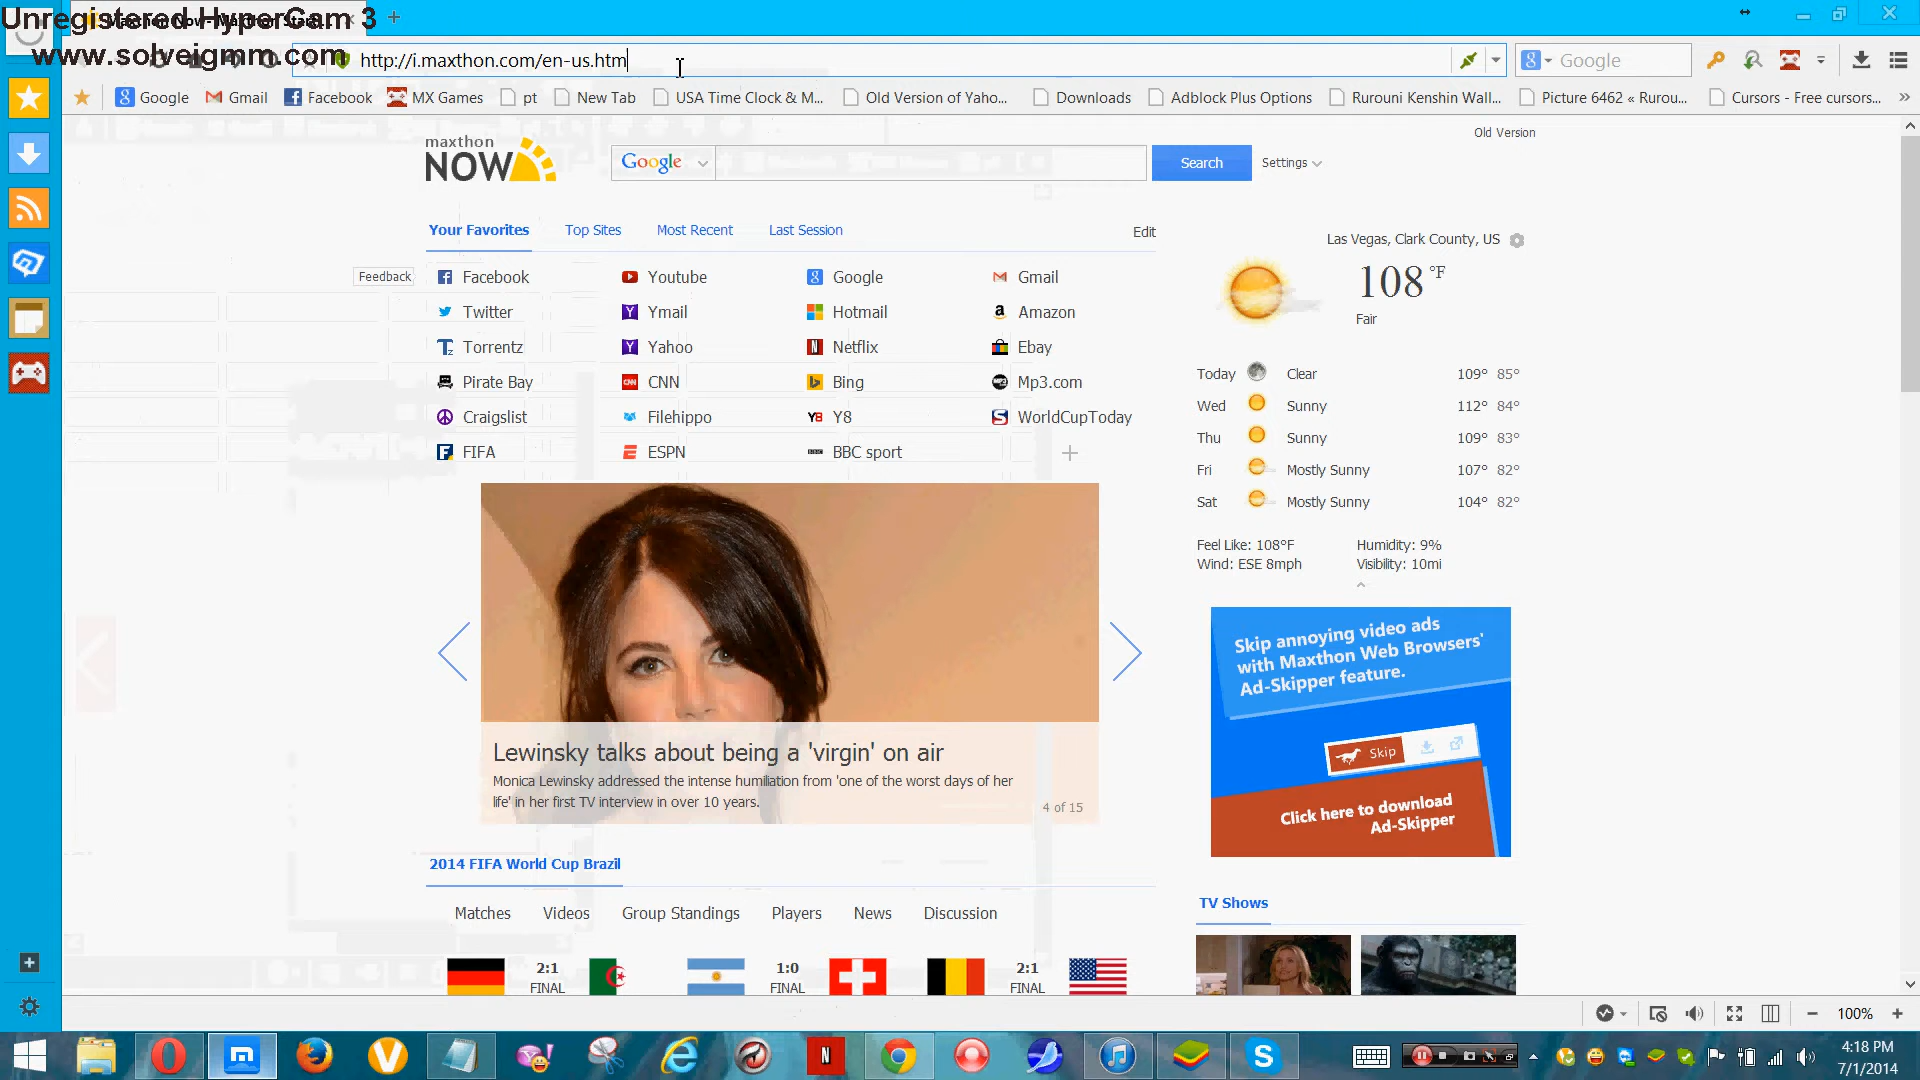 Unregistered HyperCam 3
www.solveigmm.com
http://i.maxthon.com/en-us.htm
Google
Google
Gmail
Facebook
MX Games
pt
New Tab
USA Time Clock & M...
Old Version of Yaho...
Downloads
Adblock Plus Options
Rurouni Kenshin Wall...
Picture 6462 « Rurou...
Cursors - Free cursors...
»
Old Version
maxthon
NOW
Google
Search
Settings
Your Favorites
Top Sites
Most Recent
Last Session
Edit
Feedback
Facebook
Youtube
Google
Gmail
Twitter
Ymail
Hotmail
Amazon
Torrentz
Yahoo
Netflix
Ebay
Pirate Bay
CNN
Bing
Mp3.com
Craigslist
Filehippo
Y8
WorldCupToday
FIFA
ESPN
BBC sport
Las Vegas, Clark County, US
108 °F
Fair
Today Clear 109° 85°
Wed Sunny 112° 84°
Thu Sunny 109° 83°
Fri Mostly Sunny 107° 82°
Sat Mostly Sunny 104° 82°
Feel Like: 108°F Humidity: 9%
Wind: ESE 8mph Visibility: 10mi
Lewinsky talks about being a 'virgin' on air
Monica Lewinsky addressed the intense humiliation from 'one of the worst days of her
life' in her first TV interview in over 10 years.
4 of 15
Skip annoying video ads
with Maxthon Web Browsers'
Ad-Skipper feature.
Skip
Click here to download
Ad-Skipper
2014 FIFA World Cup Brazil
Matches
Videos
Group Standings
Players
News
Discussion
2:1
FINAL
1:0
FINAL
2:1
FINAL
TV Shows
100%
4:18 PM
7/1/2014